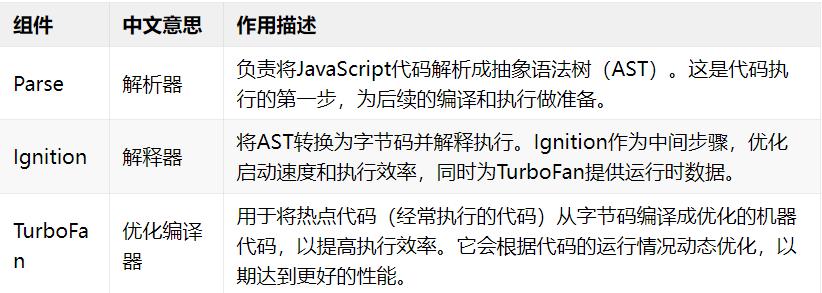 组件 中文意思 作用描述
Parse 解析器 负责将JavaScript代码解析成抽象语法树（AST）。这是代码执
行的第一步，为后续的编译和执行做准备。
Ignition 解释器 将AST转换为字节码并解释执行。Ignition作为中间步骤，优化
启动速度和执行效率，同时为TurboFan提供运行时数据。
TurboFa
n
优化编译
器
用于将热点代码（经常执行的代码）从字节码编译成优化的机器
代码，以提高执行效率。它会根据代码的运行情况动态优化，以
期达到更好的性能。